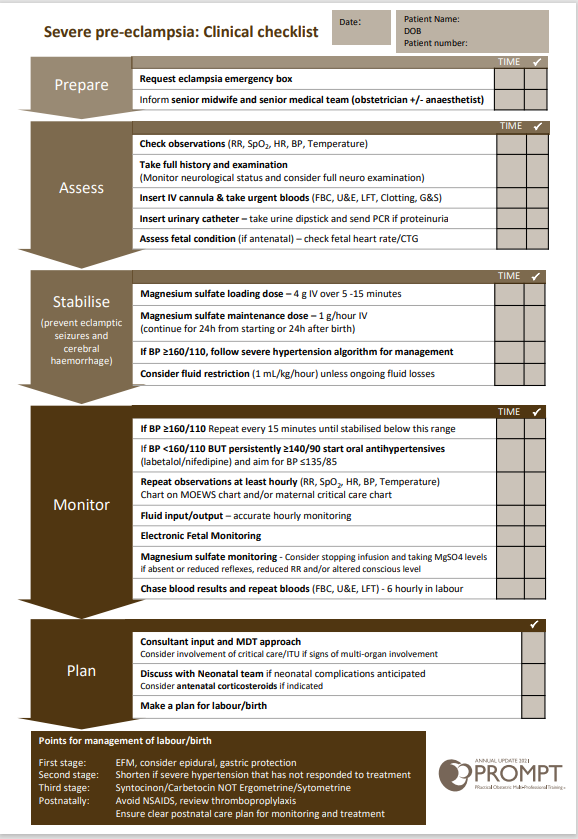 Severe pre-eclampsia: Clinical checklist
Date:
Patient Name:
DOB
Patient number:
TIME ✓
Prepare
Request eclampsia emergency box
Inform senior midwife and senior medical team (obstetrician +/- anaesthetist)
TIME ✓
Assess
Check observations (RR, SpO2, HR, BP, Temperature)
Take full history and examination
(Monitor neurological status and consider full neuro examination)
Insert IV cannula & take urgent bloods (FBC, U&E, LFT, Clotting, G&S)
Insert urinary catheter – take urine dipstick and send PCR if proteinuria
Assess fetal condition (if antenatal) – check fetal heart rate/CTG
TIME ✓
Stabilise
(prevent eclamptic
seizures and
cerebral
haemorrhage)
Magnesium sulfate loading dose – 4 g IV over 5 -15 minutes
Magnesium sulfate maintenance dose – 1 g/hour IV
(continue for 24h from starting or 24h after birth)
If BP ≥160/110, follow severe hypertension algorithm for management
Consider fluid restriction (1 mL/kg/hour) unless ongoing fluid losses
TIME ✓
Monitor
If BP ≥160/110 Repeat every 15 minutes until stabilised below this range
If BP <160/110 BUT persistently ≥140/90 start oral antihypertensives
(labetalol/nifedipine) and aim for BP ≤135/85
Repeat observations at least hourly (RR, SpO2, HR, BP, Temperature)
Chart on MOEWS chart and/or maternal critical care chart
Fluid input/output – accurate hourly monitoring
Electronic Fetal Monitoring
Magnesium sulfate monitoring - Consider stopping infusion and taking MgSO4 levels
if absent or reduced reflexes, reduced RR and/or altered conscious level
Chase blood results and repeat bloods (FBC, U&E, LFT) - 6 hourly in labour
✓
Plan
Consultant input and MDT approach
Consider involvement of critical care/ITU if signs of multi-organ involvement
Discuss with Neonatal team if neonatal complications anticipated
Consider antenatal corticosteroids if indicated
Make a plan for labour/birth
Points for management of labour/birth
First stage: EFM, consider epidural, gastric protection
Second stage: Shorten if severe hypertension that has not responded to treatment
Third stage: Syntocinon/Carbetocin NOT Ergometrine/Sytometrine
Postnatally: Avoid NSAIDS, review thromboproplylaxis
Ensure clear postnatal care plan for monitoring and treatment
ANNUAL UPDATE 2021
PROMPT
PRactical Obstetric Multi-Professional Training